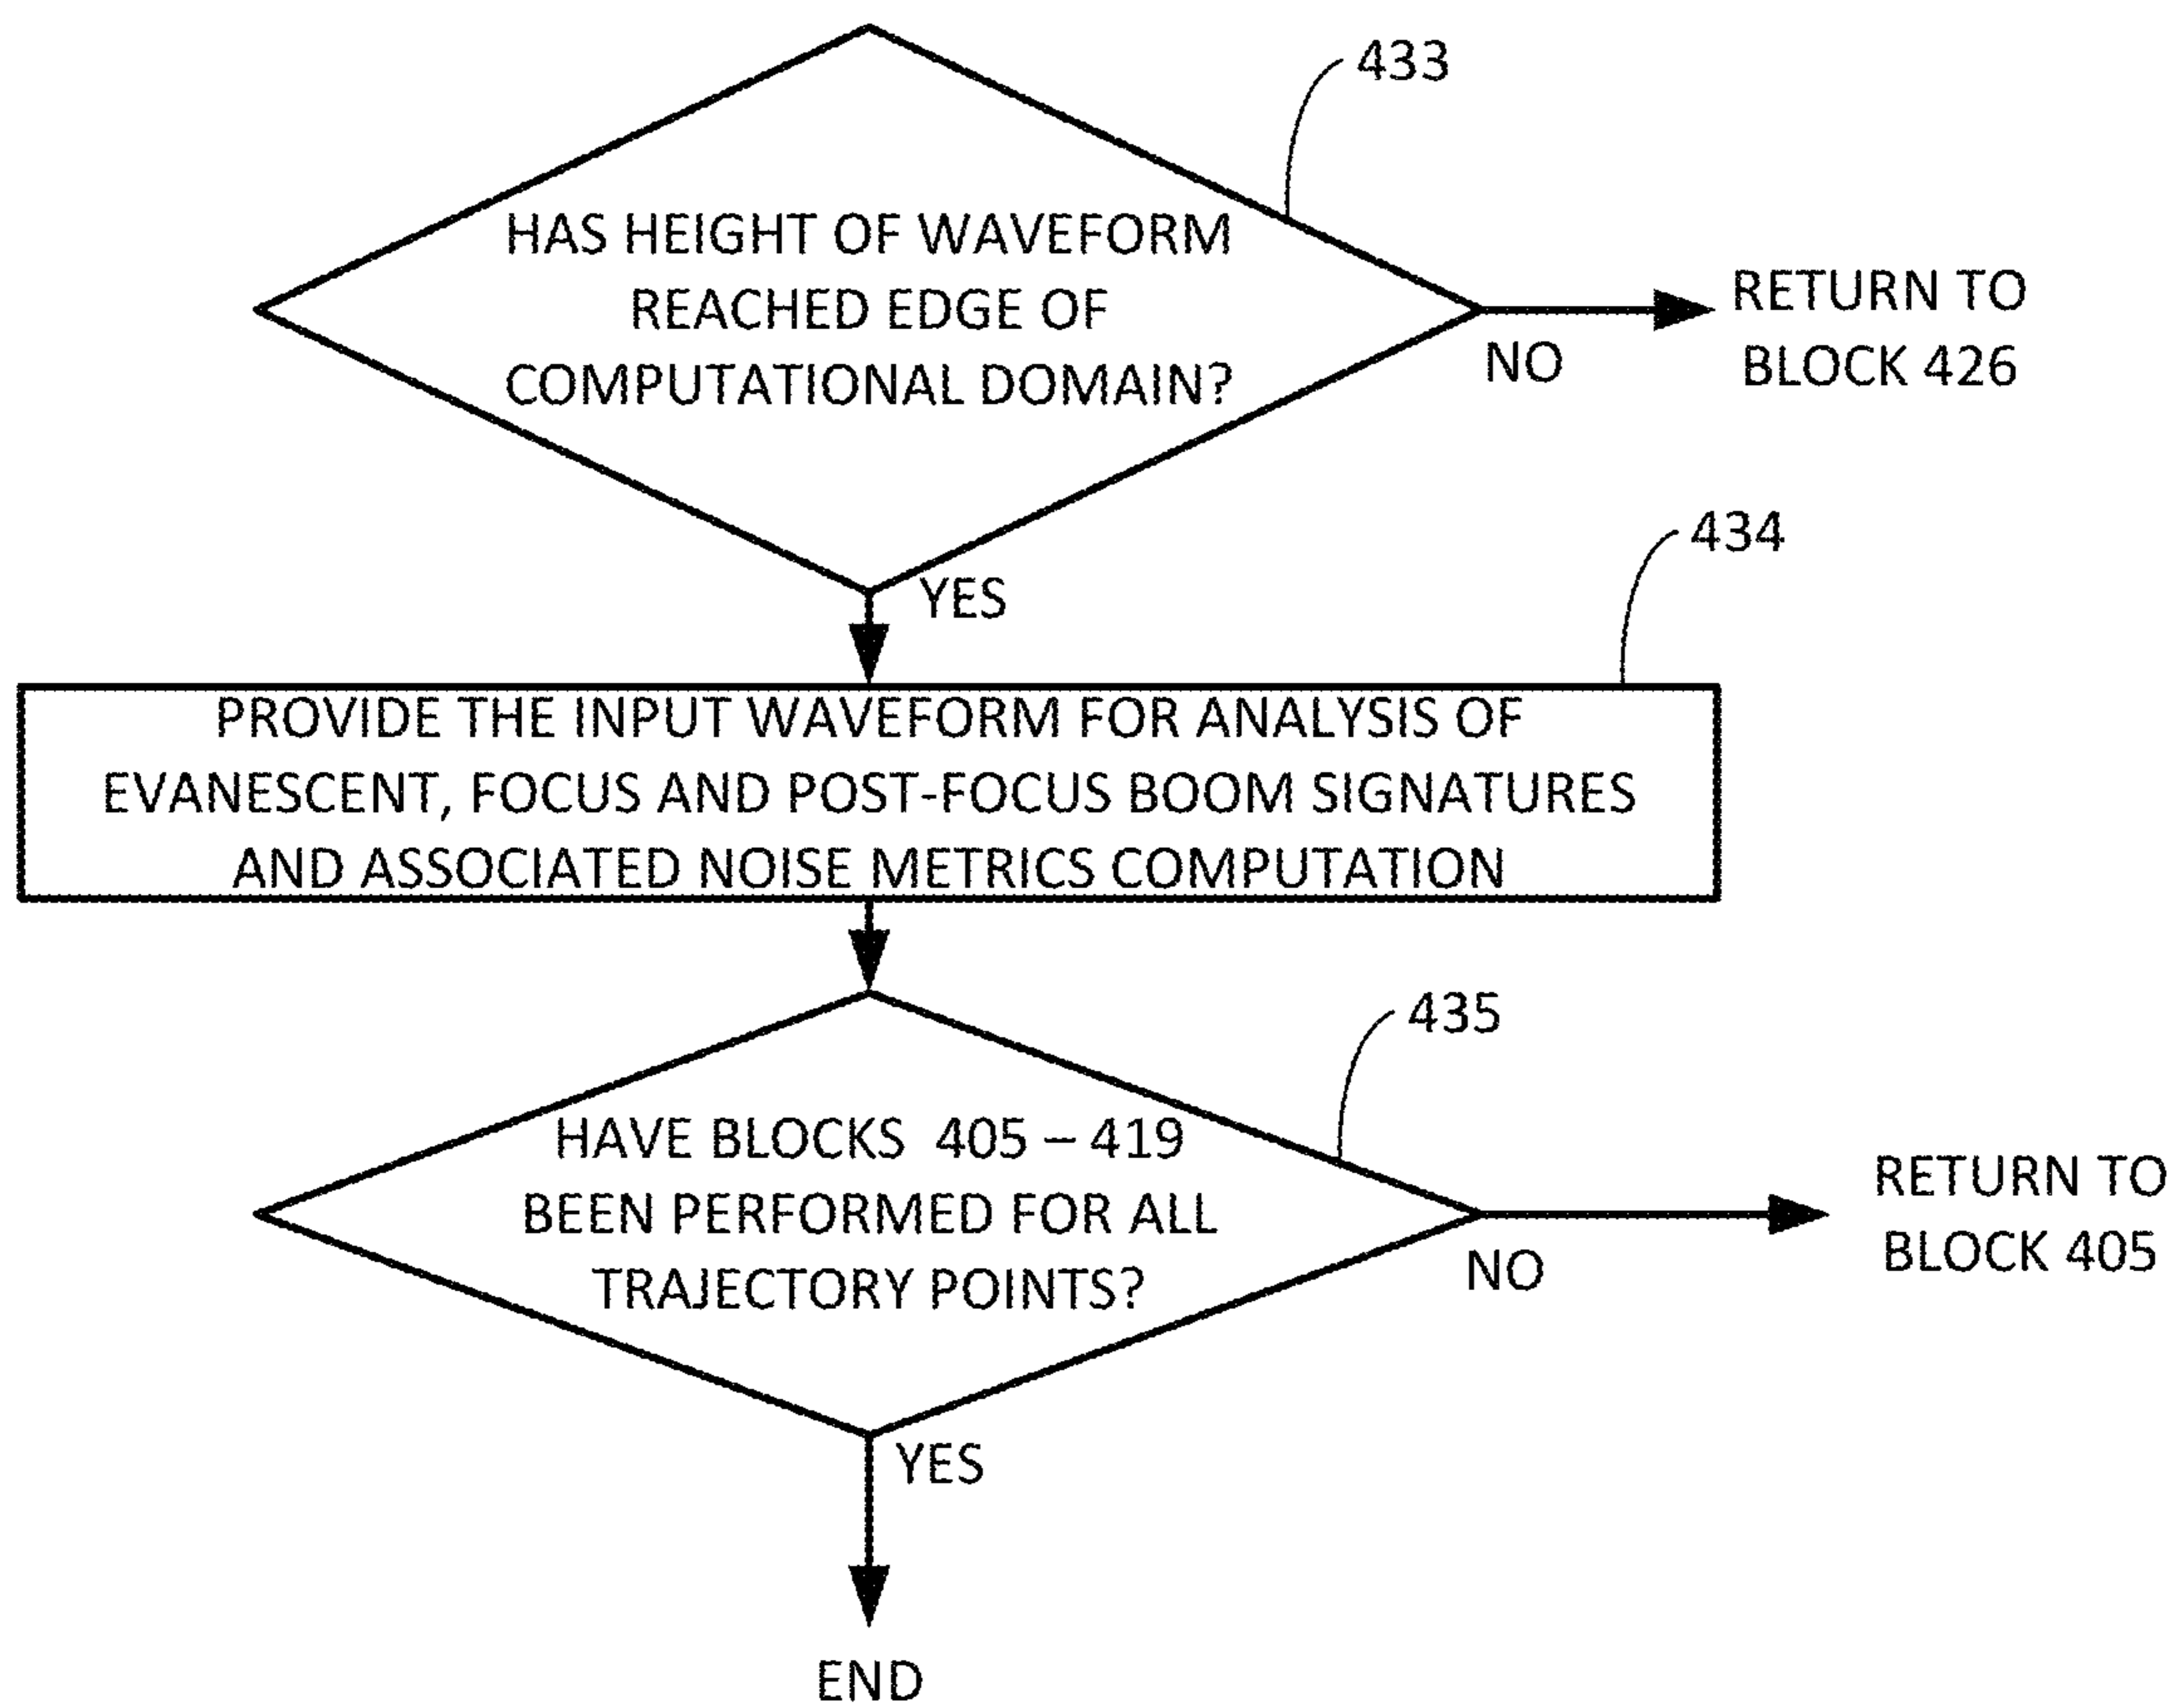 433
HAS HEIGHT OF WAVEFORM
REACHED EDGE OF
COMPUTATIONAL DOMAIN?
NO
RETURN TO
BLOCK 426
YES
434
PROVIDE THE INPUT WAVEFORM FOR ANALYSIS OF
EVANESCENT, FOCUS AND POST-FOCUS BOOM SIGNATURES
AND ASSOCIATED NOISE METRICS COMPUTATION
435
HAVE BLOCKS 405 – 419
BEEN PERFORMED FOR ALL
TRAJECTORY POINTS?
NO
RETURN TO
BLOCK 405
YES
END